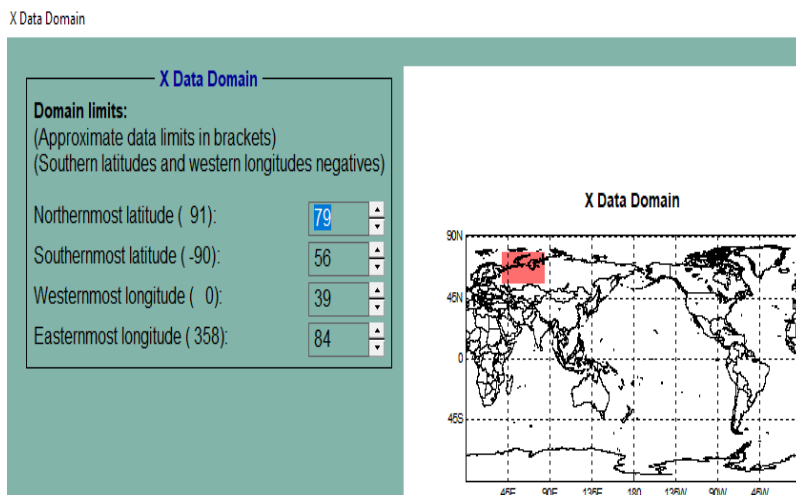 X Data Domain
X Data Domain
Domain limits:
(Approximate data limits in brackets)
(Southern latitudes and western longitudes negatives)
Northernmost latitude ( 91): 79
Southernmost latitude ( -90): 56
Westernmost longitude ( 0): 39
Easternmost longitude ( 358): 84
X Data Domain
90N
45N
0
45S
45E 90E 135E 180 135W 90W 45W